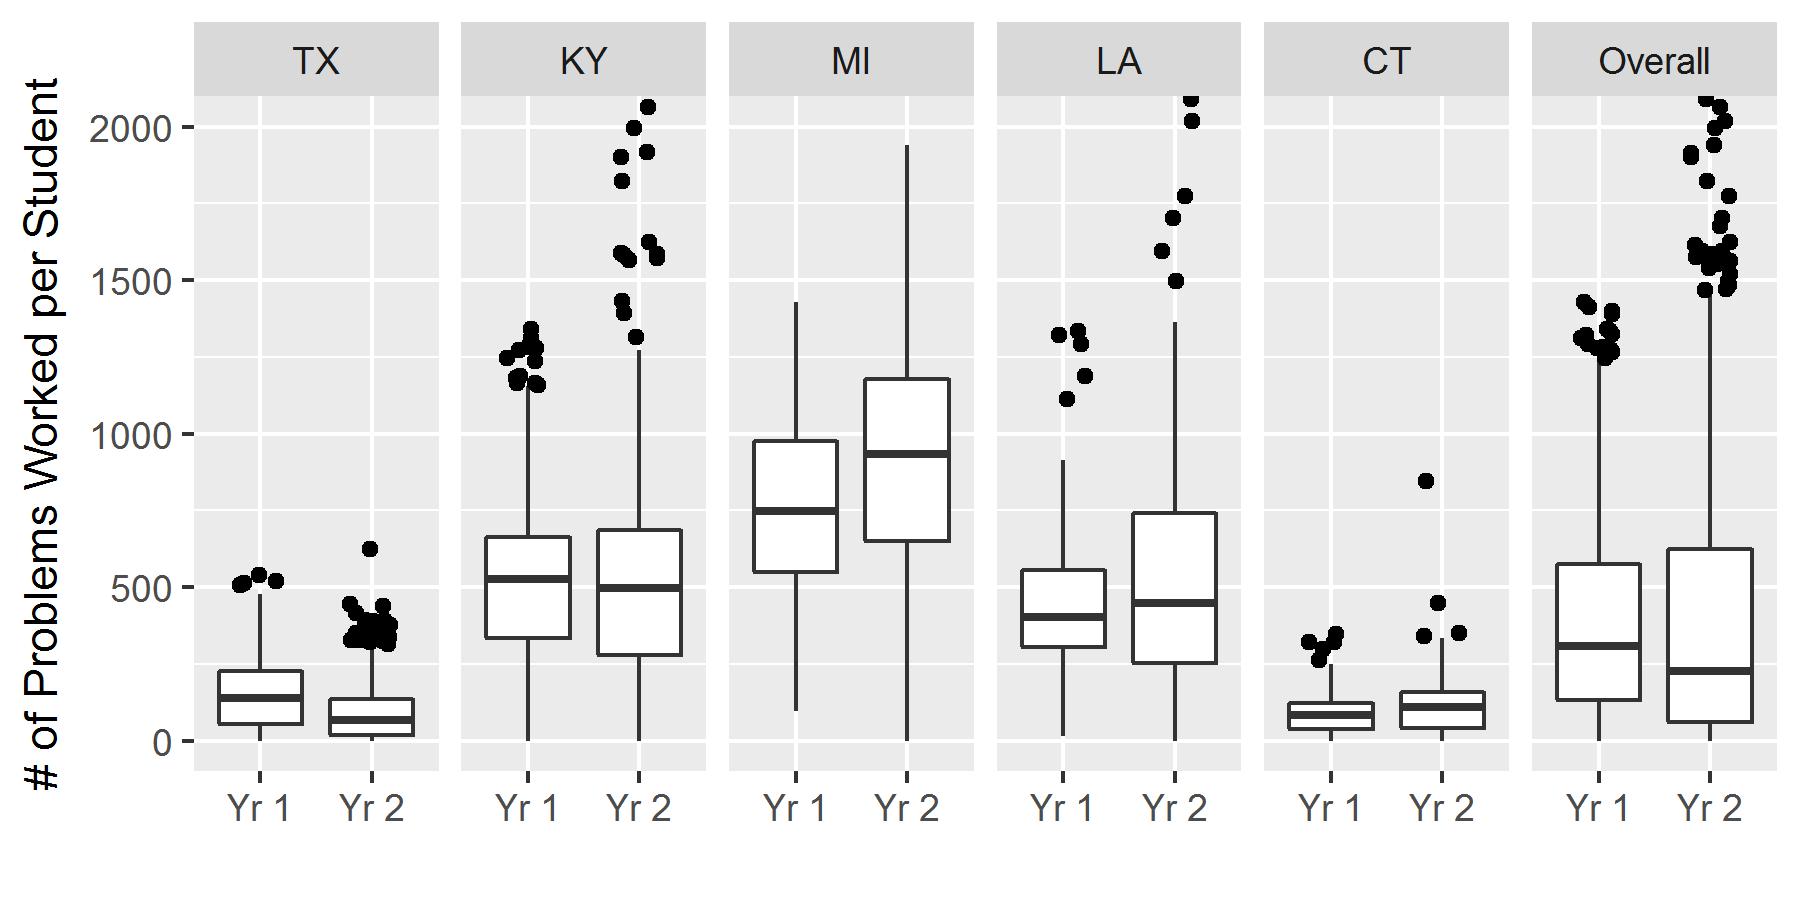 TX KY MI LA CT Overall
# of Problems Worked per Student
2000
1500
1000
500
0
Yr 1 Yr 2 Yr 1 Yr 2 Yr 1 Yr 2 Yr 1 Yr 2 Yr 1 Yr 2 Yr 1 Yr 2